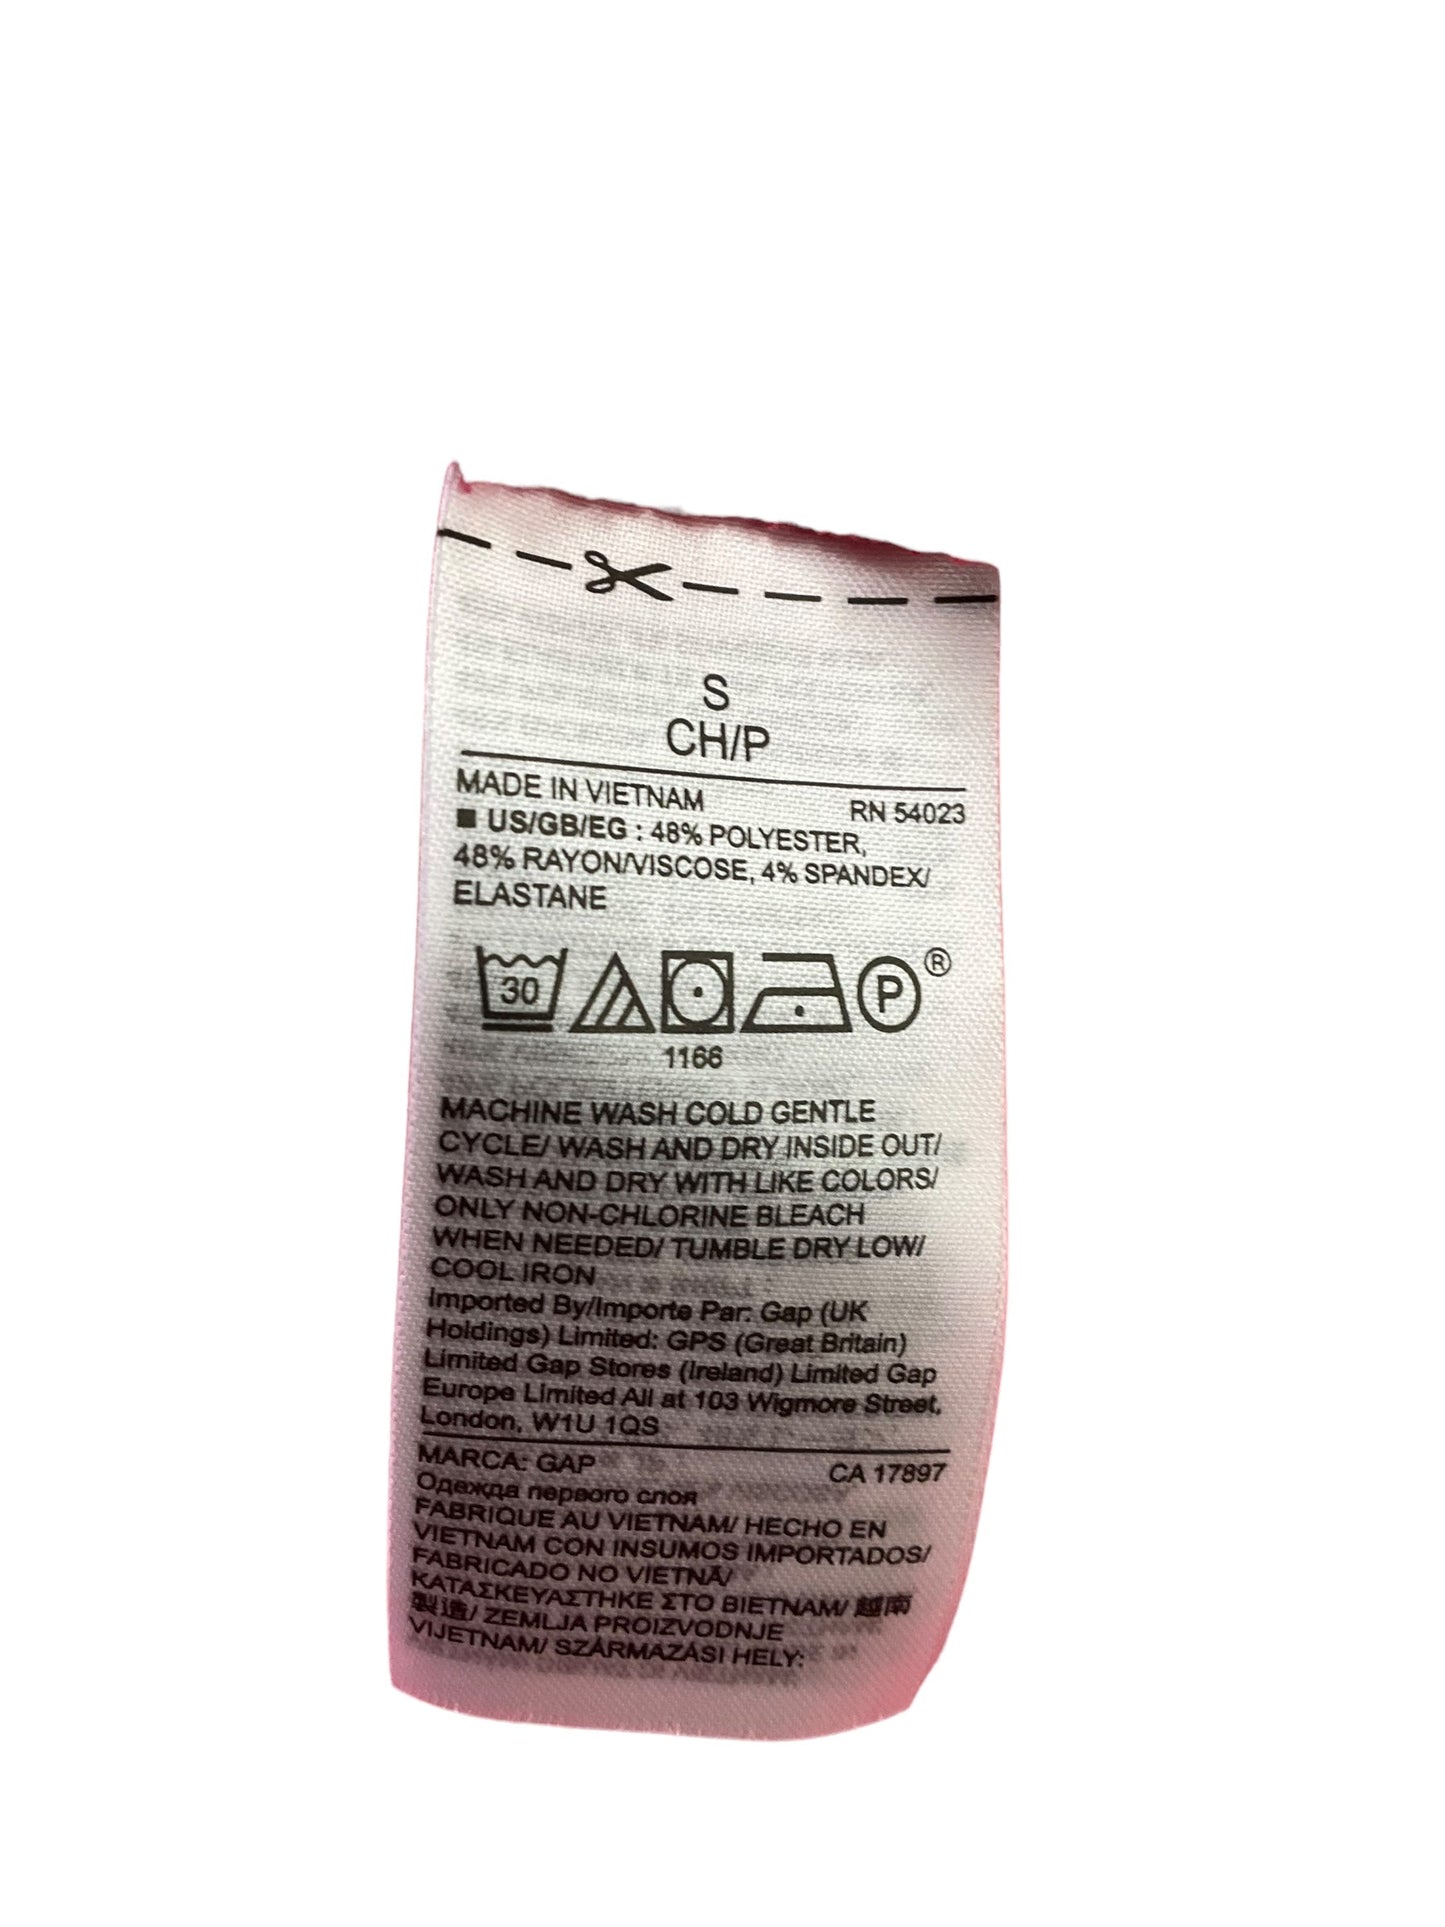 S
CH/P
MADE IN VIETNAM RN 54023
■ US/GB/EG : 48% POLYESTER,
48% RAYON/VISCOSE, 4% SPANDEX/
ELASTANE
30 P ®
1166
MACHINE WASH COLD GENTLE
CYCLE/ WASH AND DRY INSIDE OUT/
WASH AND DRY WITH LIKE COLORS/
ONLY NON-CHLORINE BLEACH
WHEN NEEDED/ TUMBLE DRY LOW/
COOL IRON
Imported By/Importe Par: Gap (UK
Holdings) Limited: GPS (Great Britain)
Limited Gap Stores (Ireland) Limited Gap
Europe Limited All at 103 Wigmore Street,
London, W1U 1QS
MARCA: GAP CA 17897
Одежда первого слоя
FABRIQUE AU VIETNAM/ HECHO EN
VIETNAM CON INSUMOS IMPORTADOS/
FABRICADO NO VIETNÃ/
ΚΑΤΑΣΚΕΥΑΣΤΗΚΕ ΣΤΟ ΒΙΕΤΝΑΜ/ 越南
製造/ ZEMLJA PROIZVODNJE
VIJETNAM/ SZÁRMAZÁSI HELY: